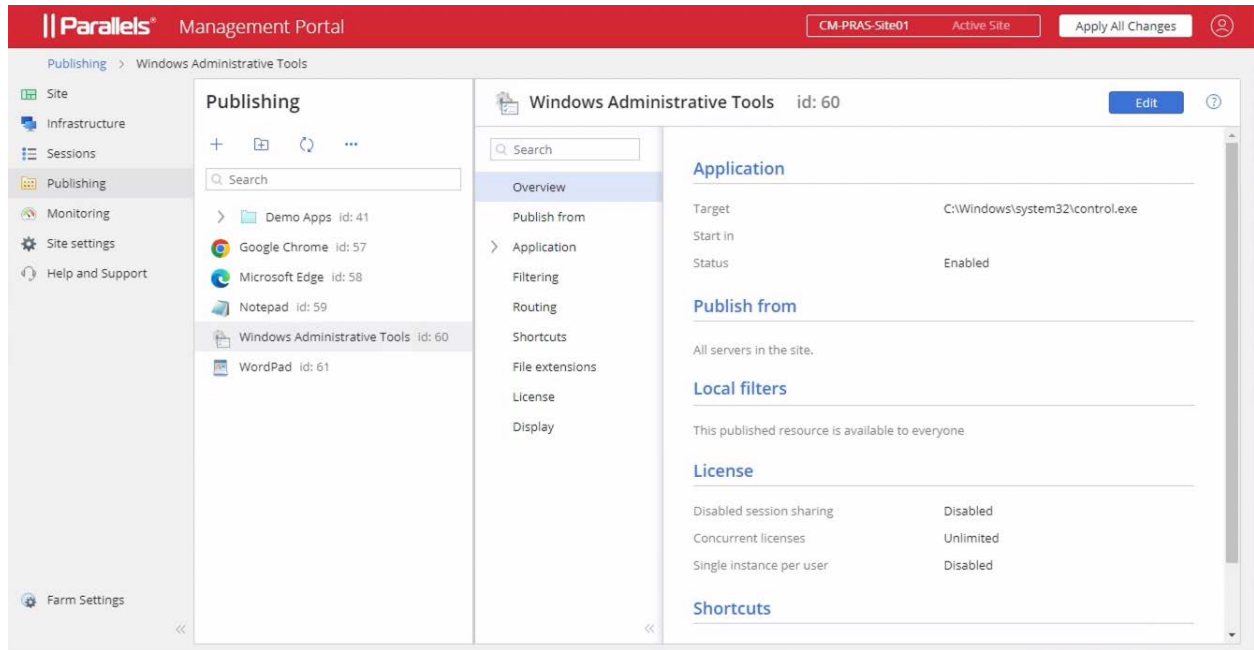 Parallels® Management Portal CM-PRAS-Site01 Active Site Apply All Changes
Publishing > Windows Administrative Tools
Site
Infrastructure
Sessions
Publishing
Monitoring
Site settings
Help and Support
Farm Settings
Publishing
Search
Demo Apps id: 41
Google Chrome id: 57
Microsoft Edge id: 58
Notepad id: 59
Windows Administrative Tools id: 60
WordPad id: 61
Windows Administrative Tools id: 60 Edit
Search
Overview
Publish from
Application
Filtering
Routing
Shortcuts
File extensions
License
Display
Application
Target C:\Windows\system32\control.exe
Start in
Status Enabled
Publish from
All servers in the site.
Local filters
This published resource is available to everyone
License
Disabled session sharing Disabled
Concurrent licenses Unlimited
Single instance per user Disabled
Shortcuts